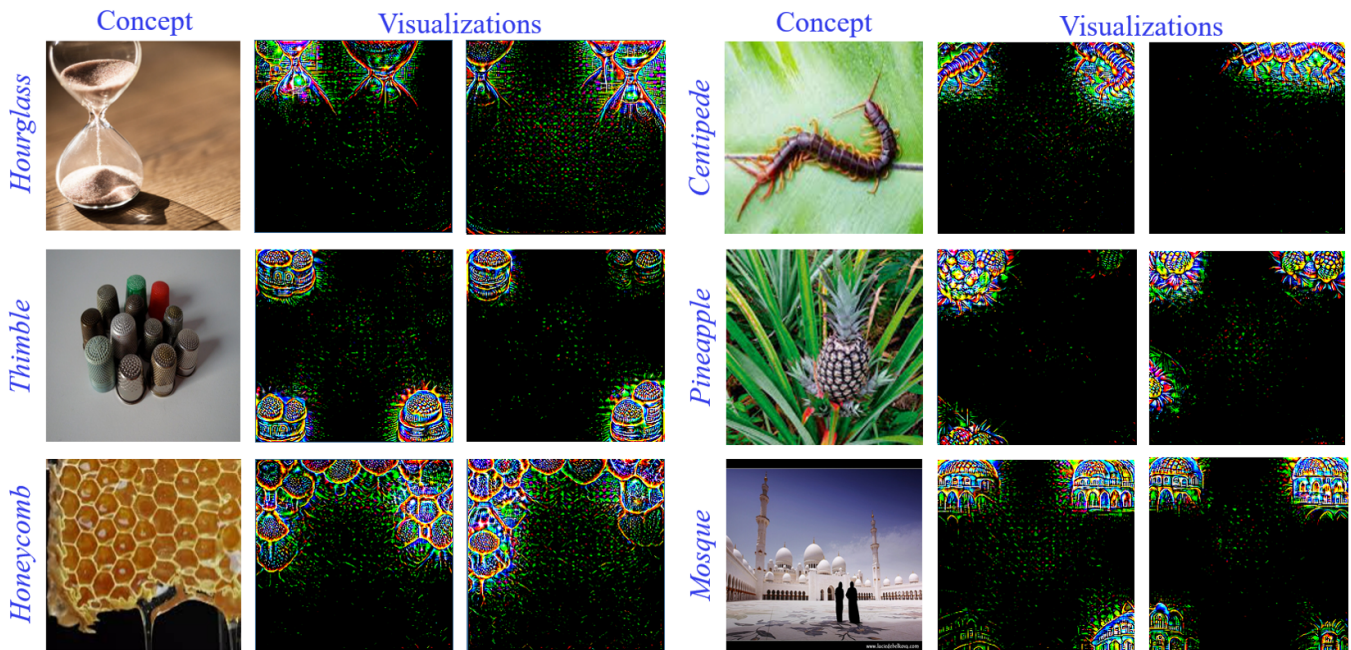 Concept Visualizations Concept Visualizations
Hourglass Centipede
Thimble Pineapple
Honeycomb Mosque